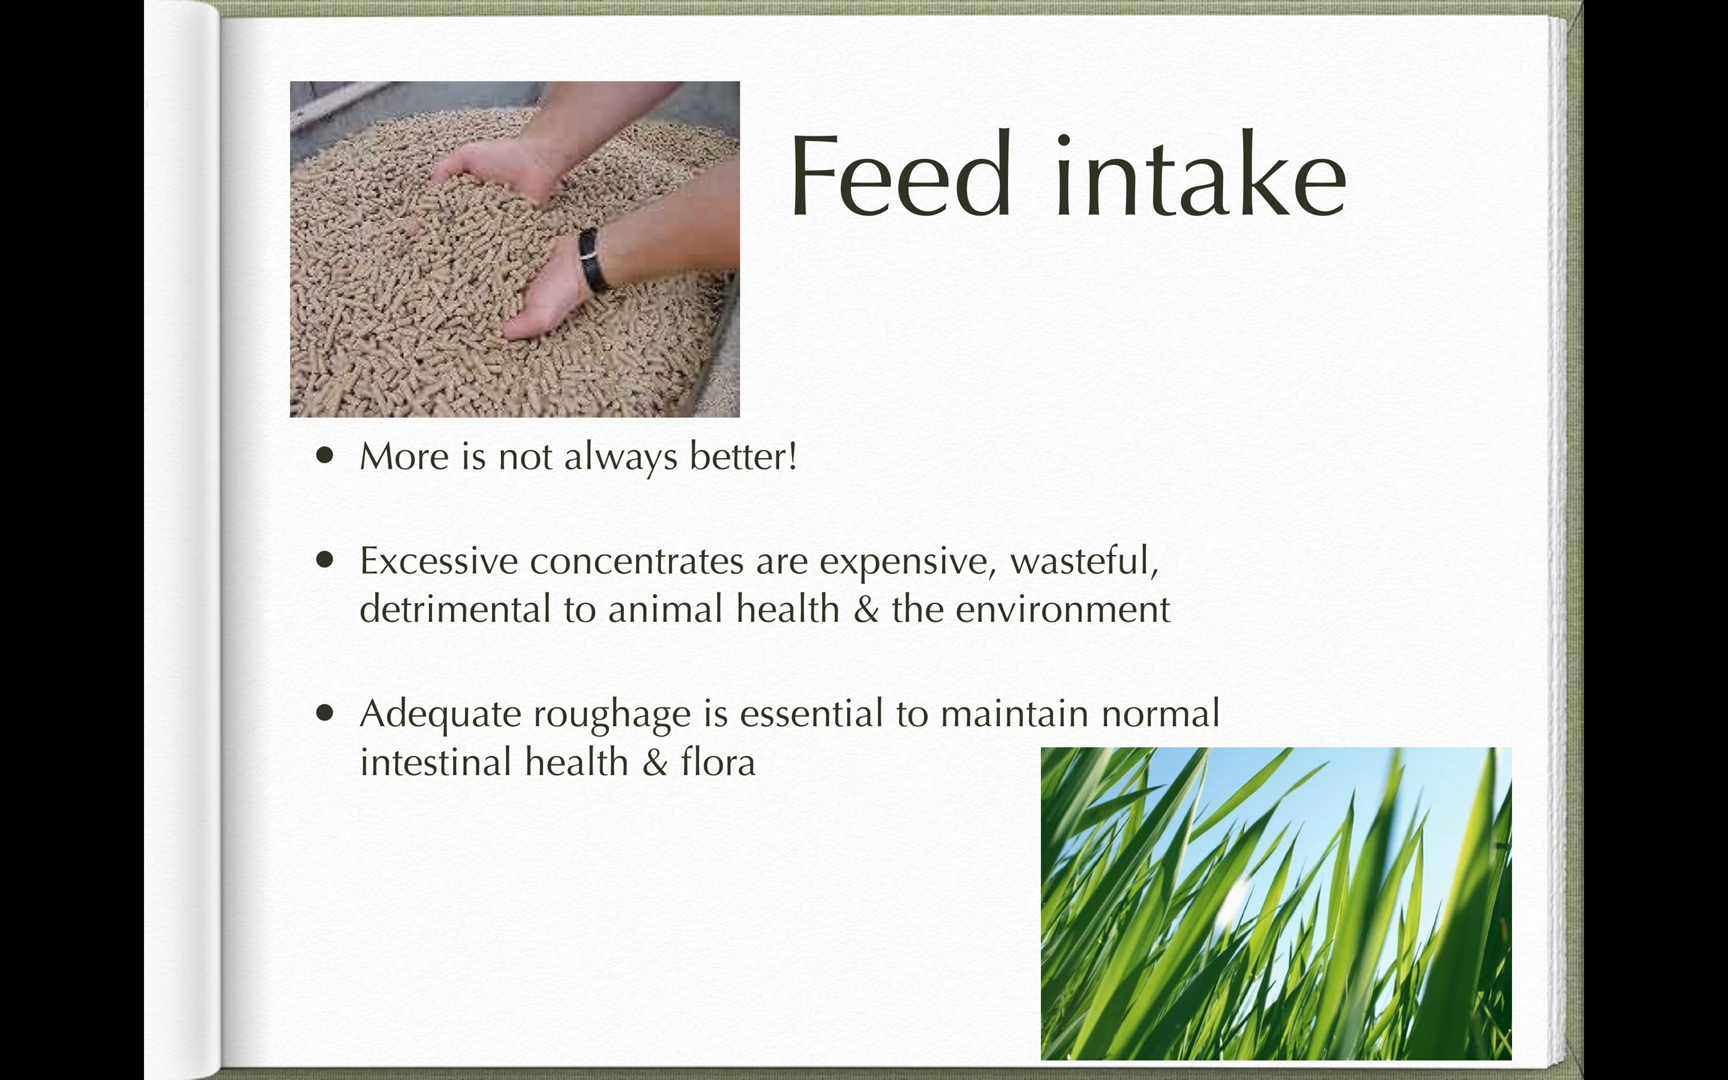 Feed intake
• More is not always better!
• Excessive concentrates are expensive, wasteful,
detrimental to animal health & the environment
• Adequate roughage is essential to maintain normal
intestinal health & flora